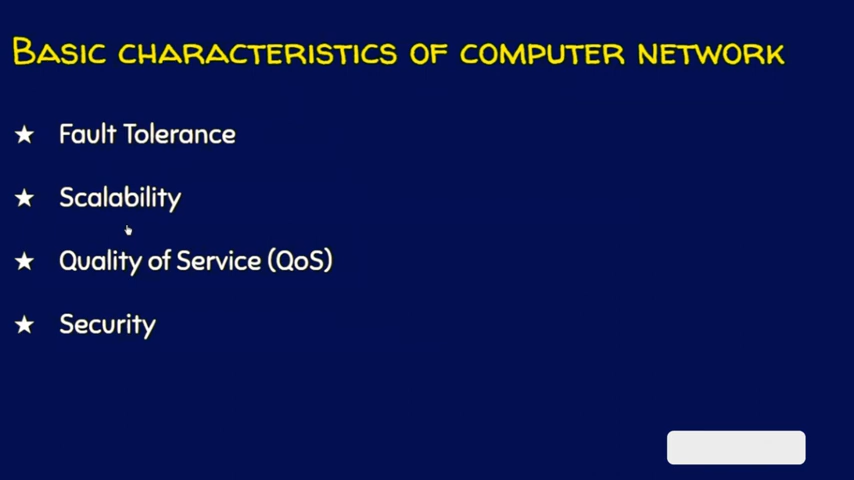 Basic characteristics of computer network
★ Fault Tolerance
★ Scalability
★ Quality of Service (QoS)
★ Security